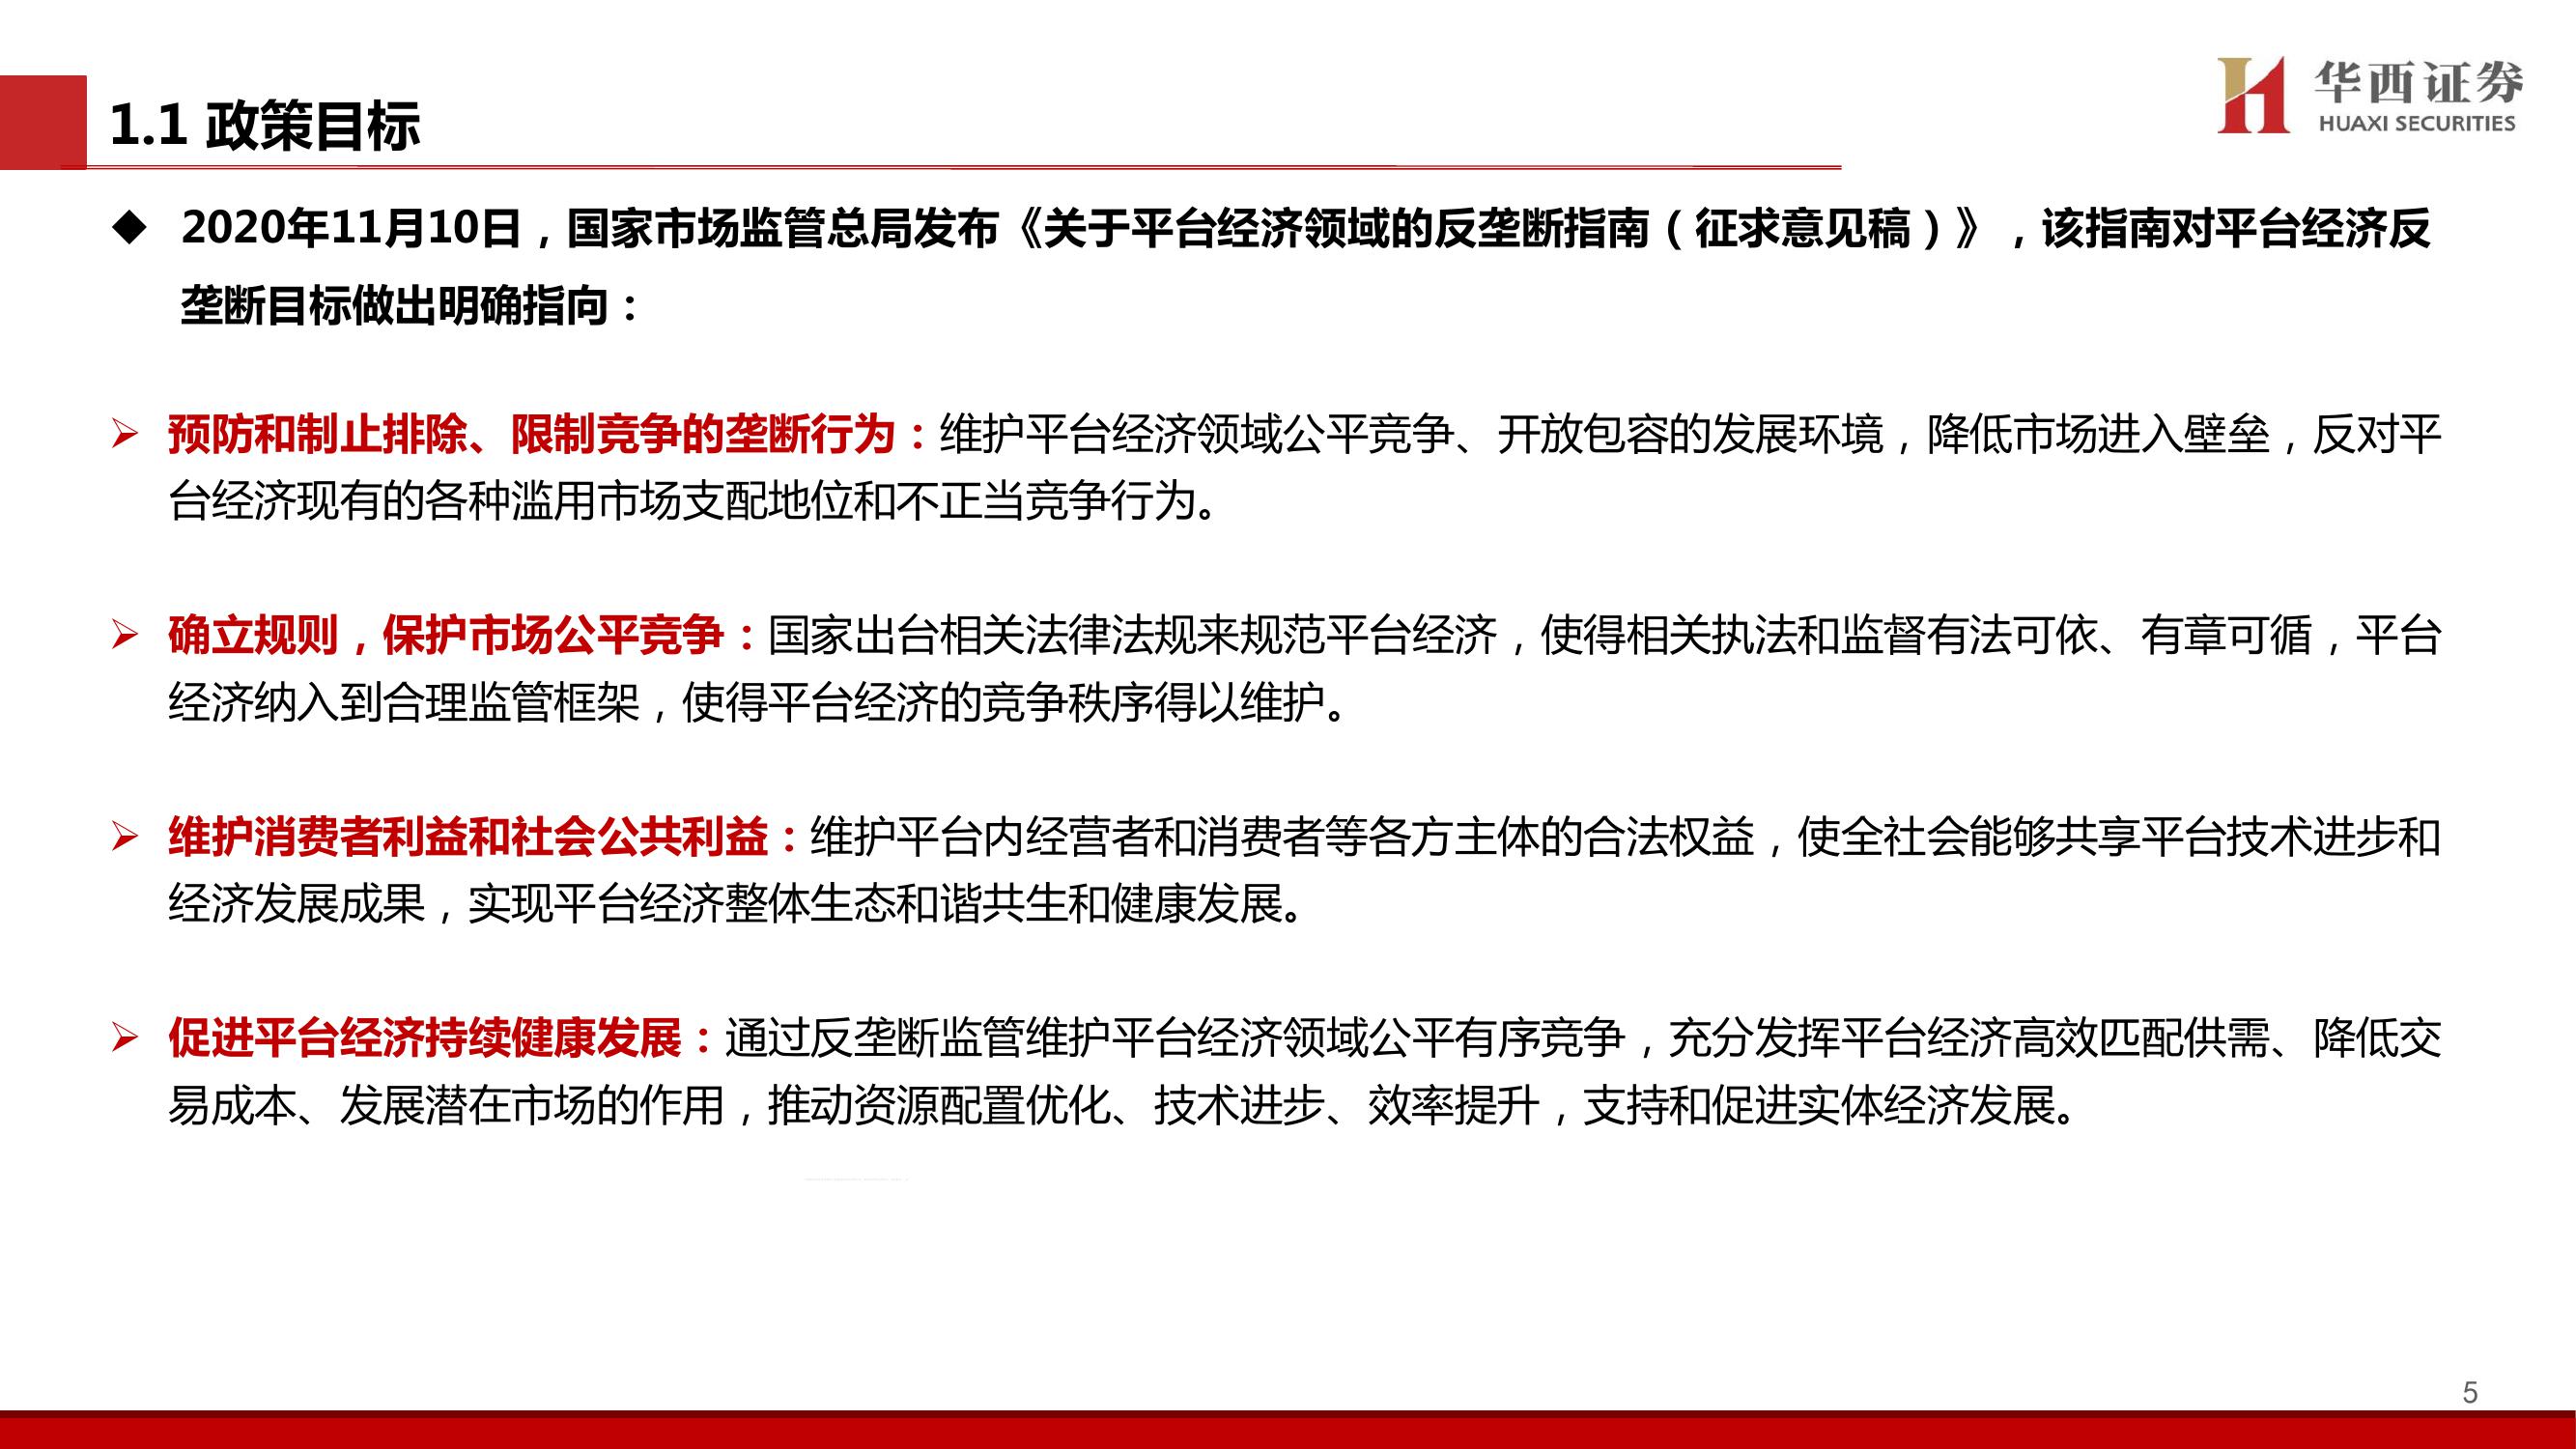 1.1 政策目标
华西证券
HUAXI SECURITIES
◆ 2020年11月10日，国家市场监管总局发布《关于平台经济领域的反垄断指南（征求意见稿）》，该指南对平台经济反
垄断目标做出明确指向：
➢ 预防和制止排除、限制竞争的垄断行为：维护平台经济领域公平竞争、开放包容的发展环境，降低市场进入壁垒，反对平
台经济现有的各种滥用市场支配地位和不正当竞争行为。
➢ 确立规则，保护市场公平竞争：国家出台相关法律法规来规范平台经济，使得相关执法和监督有法可依、有章可循，平台
经济纳入到合理监管框架，使得平台经济的竞争秩序得以维护。
➢ 维护消费者利益和社会公共利益：维护平台内经营者和消费者等各方主体的合法权益，使全社会能够共享平台技术进步和
经济发展成果，实现平台经济整体生态和谐共生和健康发展。
➢ 促进平台经济持续健康发展：通过反垄断监管维护平台经济领域公平有序竞争，充分发挥平台经济高效匹配供需、降低交
易成本、发展潜在市场的作用，推动资源配置优化、技术进步、效率提升，支持和促进实体经济发展。
5